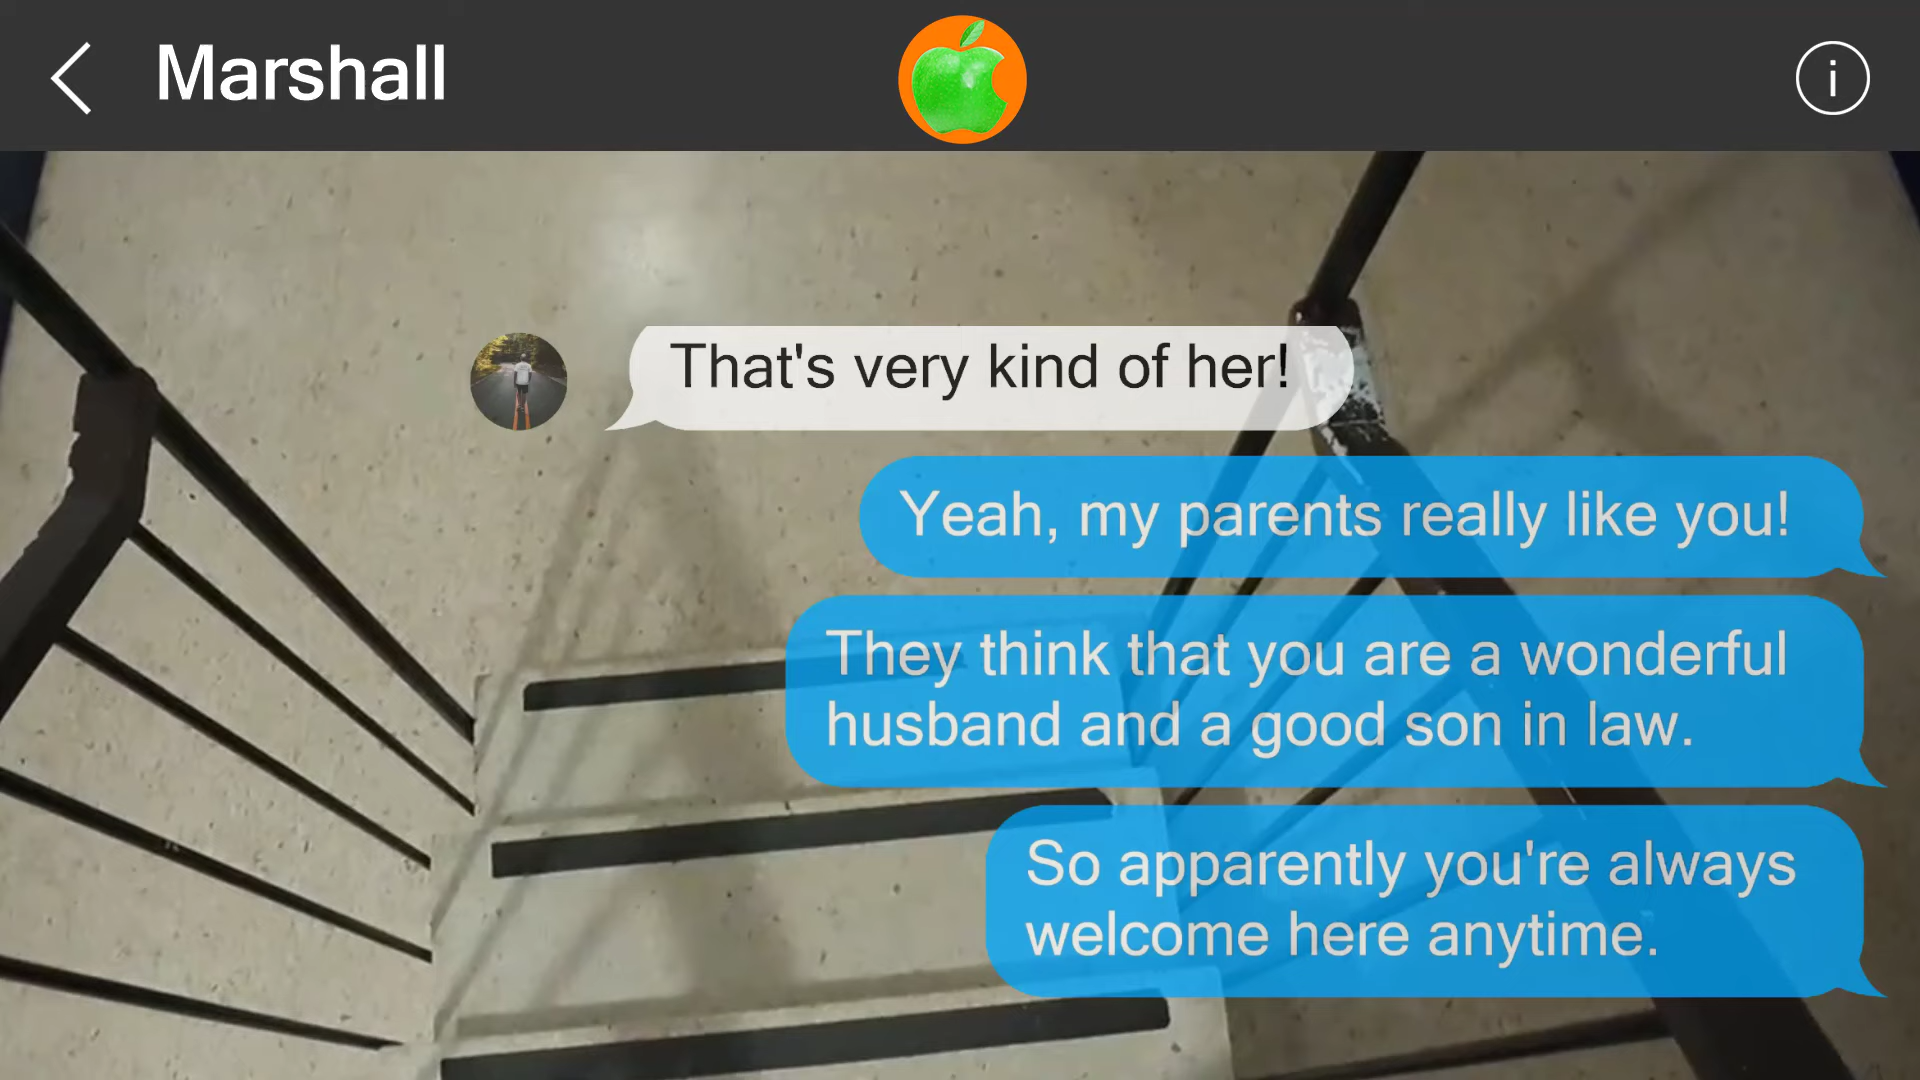 Marshall
That's very kind of her!
Yeah, my parents really like you!
They think that you are a wonderful
husband and a good son in law.
So apparently you're always
welcome here anytime.